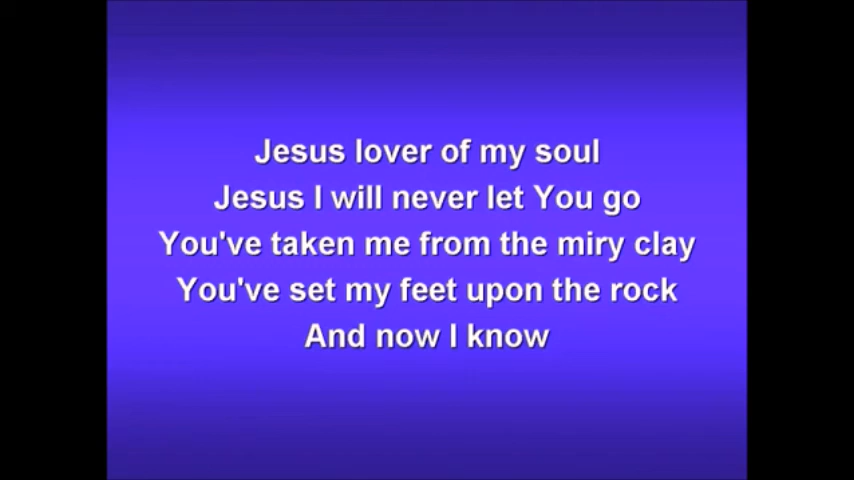 Jesus lover of my soul
Jesus I will never let You go
You've taken me from the miry clay
You've set my feet upon the rock
And now I know